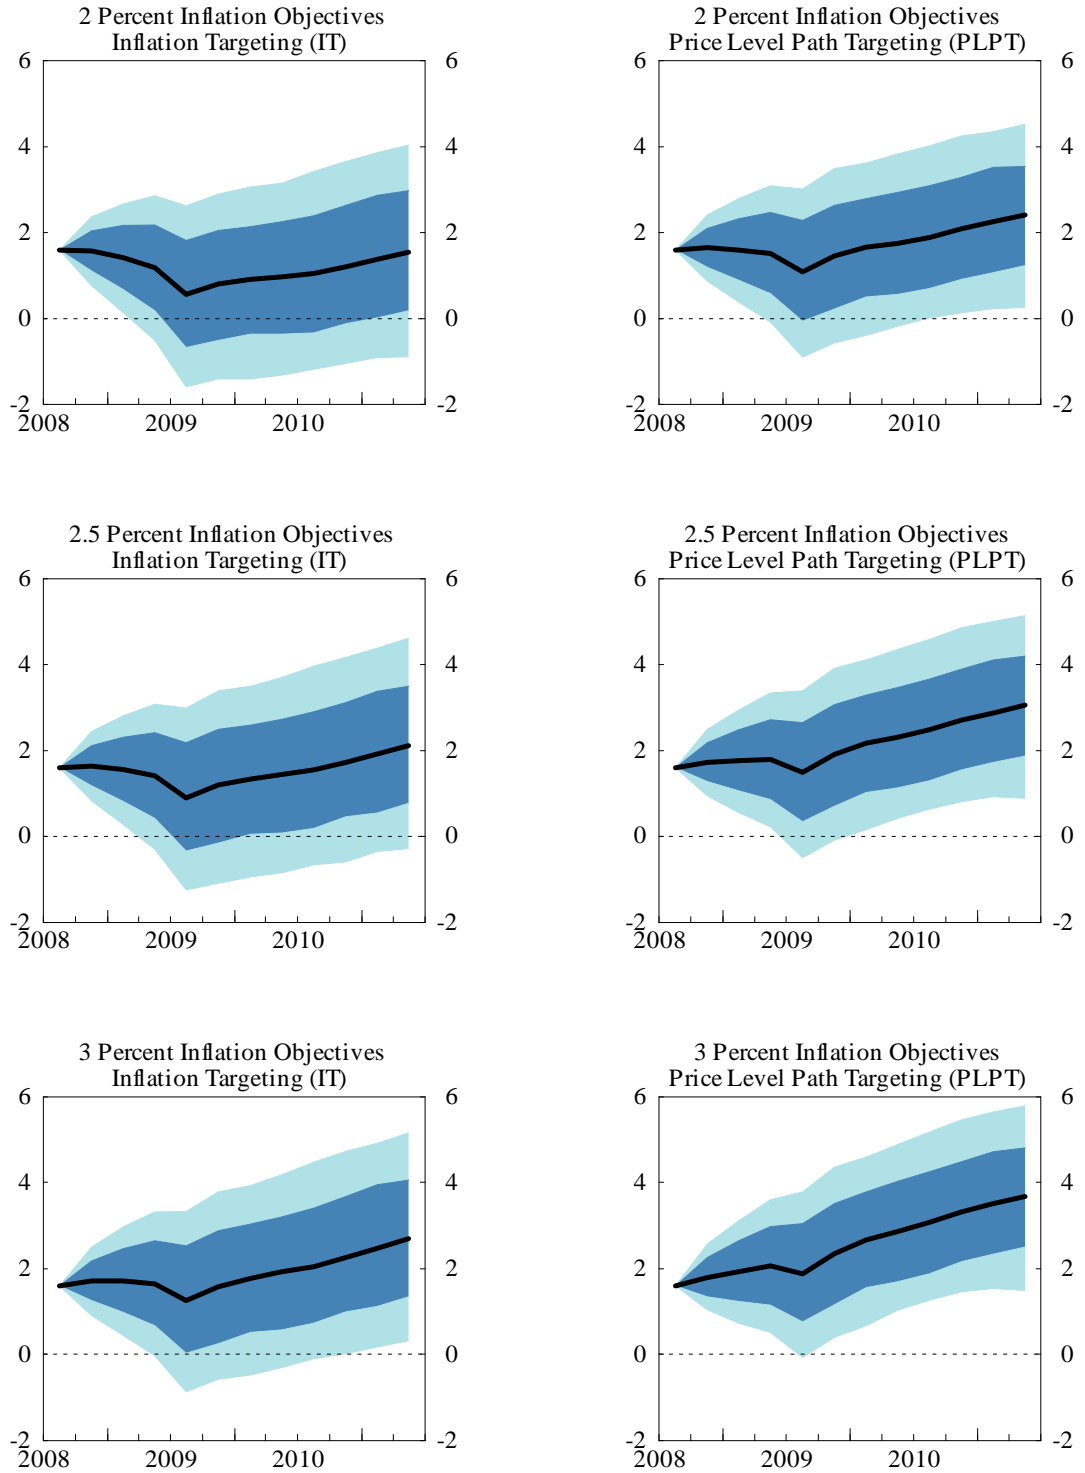 2 Percent Inflation Objectives
Inflation Targeting (IT)
6 6
4 4
2 2
0 0
-2 -2
2008 2009 2010
2 Percent Inflation Objectives
Price Level Path Targeting (PLPT)
6 6
4 4
2 2
0 0
-2 -2
2008 2009 2010
2.5 Percent Inflation Objectives
Inflation Targeting (IT)
6 6
4 4
2 2
0 0
-2 -2
2008 2009 2010
2.5 Percent Inflation Objectives
Price Level Path Targeting (PLPT)
6 6
4 4
2 2
0 0
-2 -2
2008 2009 2010
3 Percent Inflation Objectives
Inflation Targeting (IT)
6 6
4 4
2 2
0 0
-2 -2
2008 2009 2010
3 Percent Inflation Objectives
Price Level Path Targeting (PLPT)
6 6
4 4
2 2
0 0
-2 -2
2008 2009 2010